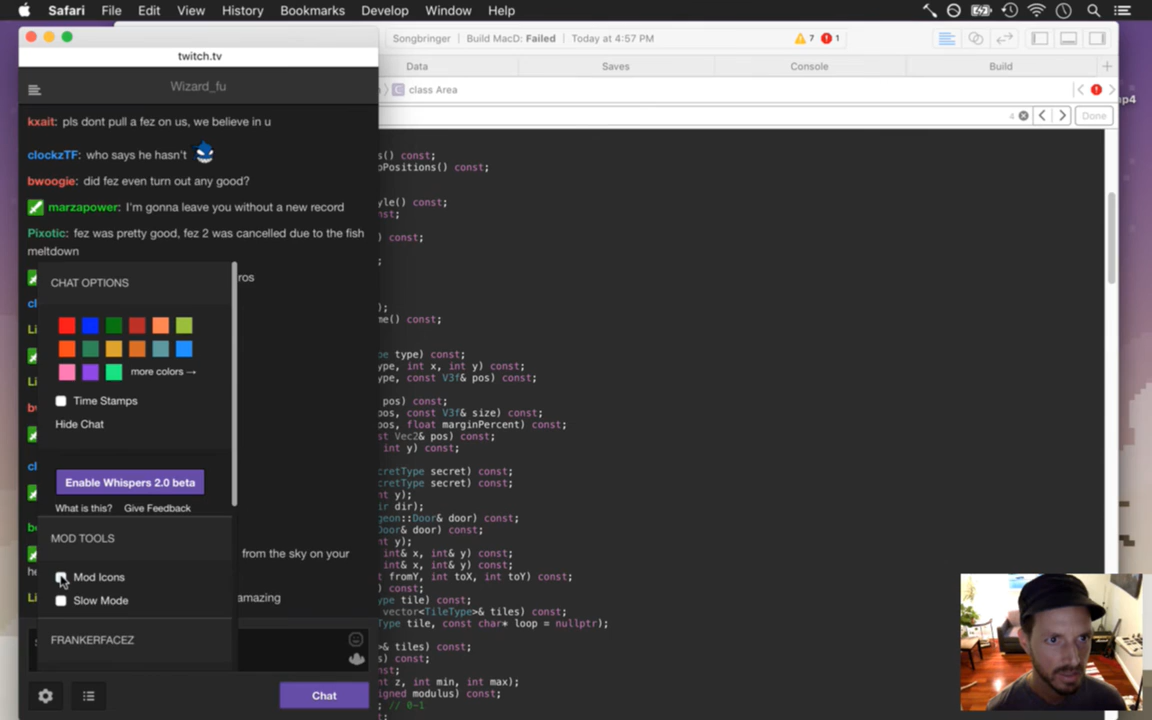 Safari File Edit View History Bookmarks Develop Window Help
Songbringer | Build MacD: Failed | Today at 4:57 PM 7 1
twitch.tv
Data Saves Console Build +
Wizard_fu
class Area
4 Done
kxait: pls dont pull a fez on us, we believe in u
clockzTF: who says he hasn't
bwoogie: did fez even turn out any good?
marzapower: I'm gonna leave you without a new record
Pixotic: fez was pretty good, fez 2 was cancelled due to the fish
meltdown
ros
CHAT OPTIONS
more colors →
Time Stamps
Hide Chat
Enable Whispers 2.0 beta
What is this? Give Feedback
MOD TOOLS
from the sky on your
Mod Icons
Slow Mode
amazing
FRANKERFACEZ
Chat
s() const;
oPositions() const;
yle() const;
nst;
) const;
;
);
me() const;
e type) const;
ype, int x, int y) const;
ype, const V3f& pos) const;
pos) const;
pos, const V3f& size) const;
pos, float marginPercent) const;
const Vec2& pos) const;
int y) const;
cretType secret) const;
cretType secret) const;
nt y);
ir dir);
geon::Door& door) const;
Door& door) const;
nt y);
int& x, int& y) const;
int& x, int& y) const;
fromY, int toX, int toY) const;
ype tile) const;
vector<TileType>& tiles) const;
Type tile, const char* loop = nullptr);
>& tiles) const;
s) const;
) const;
nt z, int min, int max);
igned modulus) const;
; // 0-1
mp4